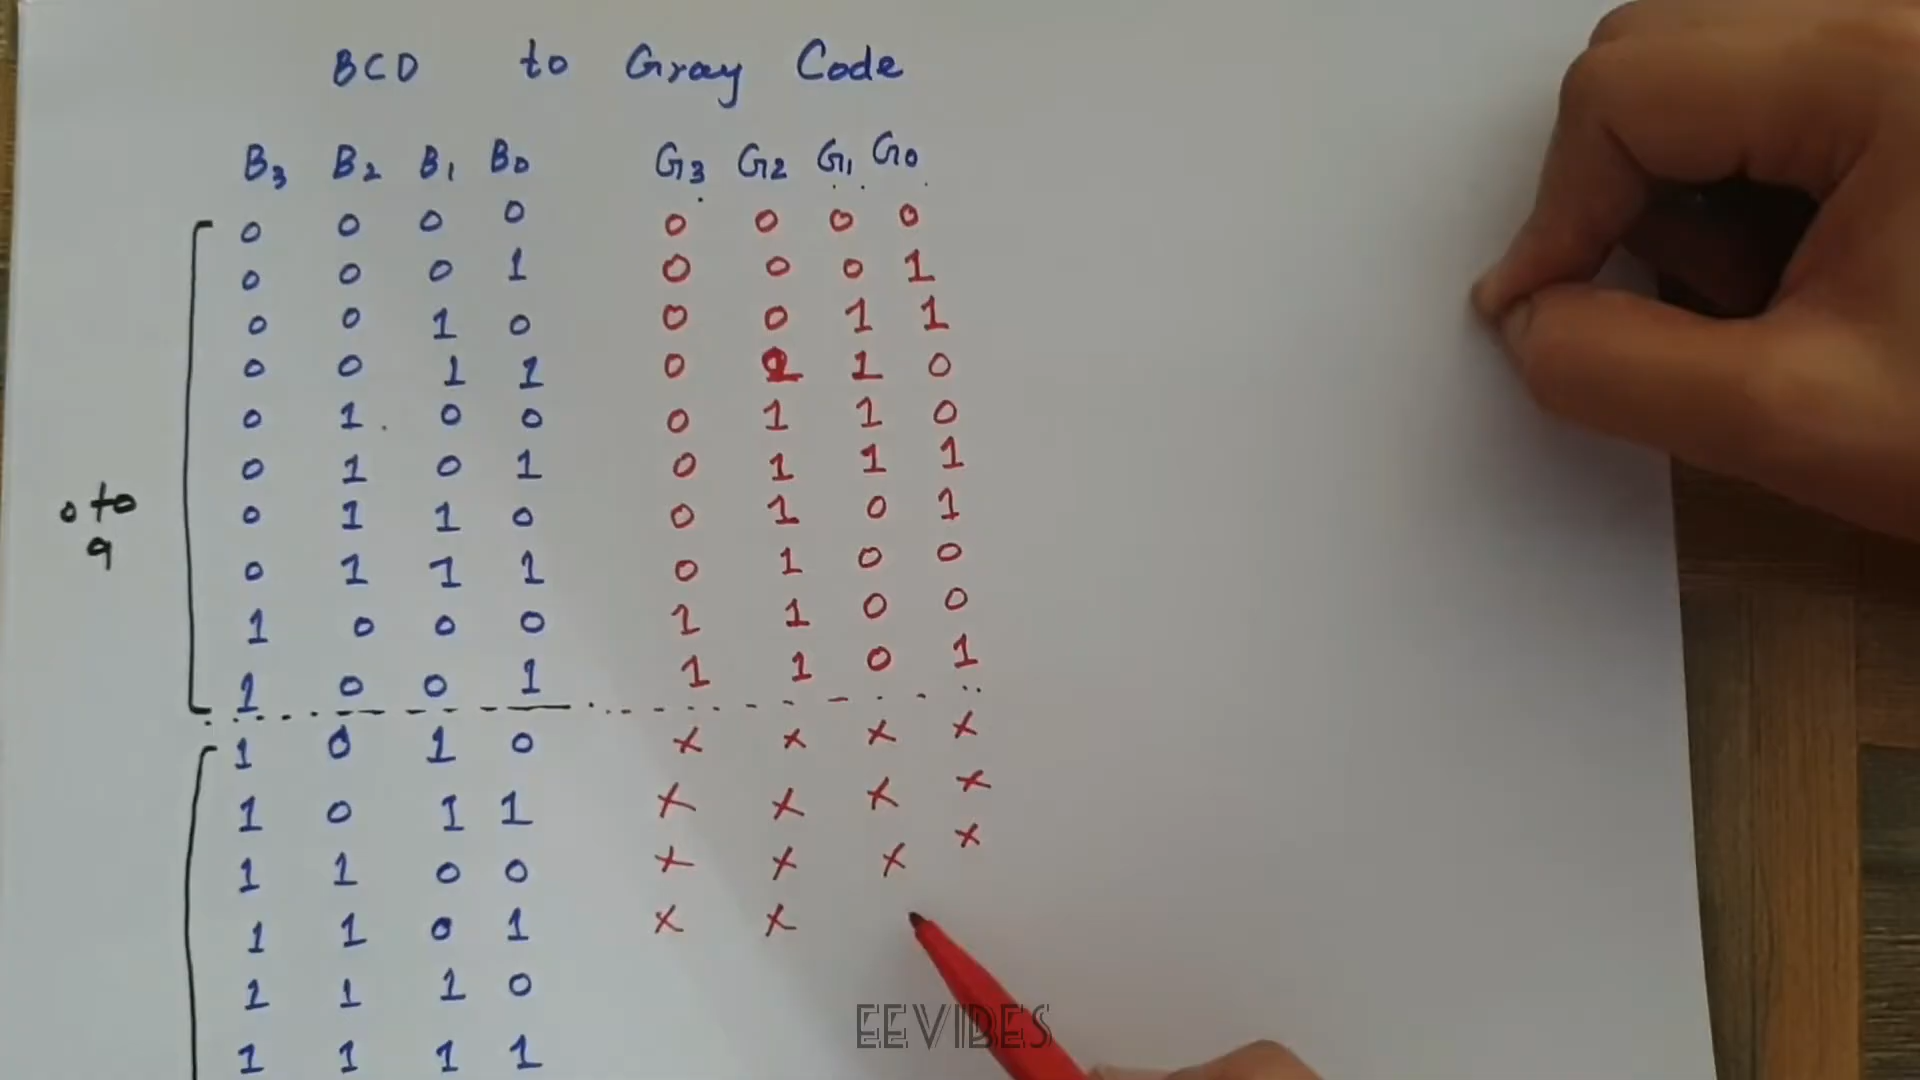 BCD to Gray Code
B3 B2 B1 B0 G3 G2 G1 G0
0 0 0 0 0 0 0 0
0 0 0 1 0 0 0 1
0 0 1 0 0 0 1 1
0 0 1 1 0 1 1 0
0 1 0 0 0 1 1 0
0 1 0 1 0 1 1 1
0 to
9
0 1 1 0 0 1 0 1
0 1 1 1 0 1 0 0
1 0 0 0 1 1 0 0
1 0 0 1 1 1 0 1
1 0 1 0 x x x x
1 0 1 1 x x x x
1 1 0 0 x x x x
1 1 0 1 x x
1 1 1 0
1 1 1 1
EEVIBES